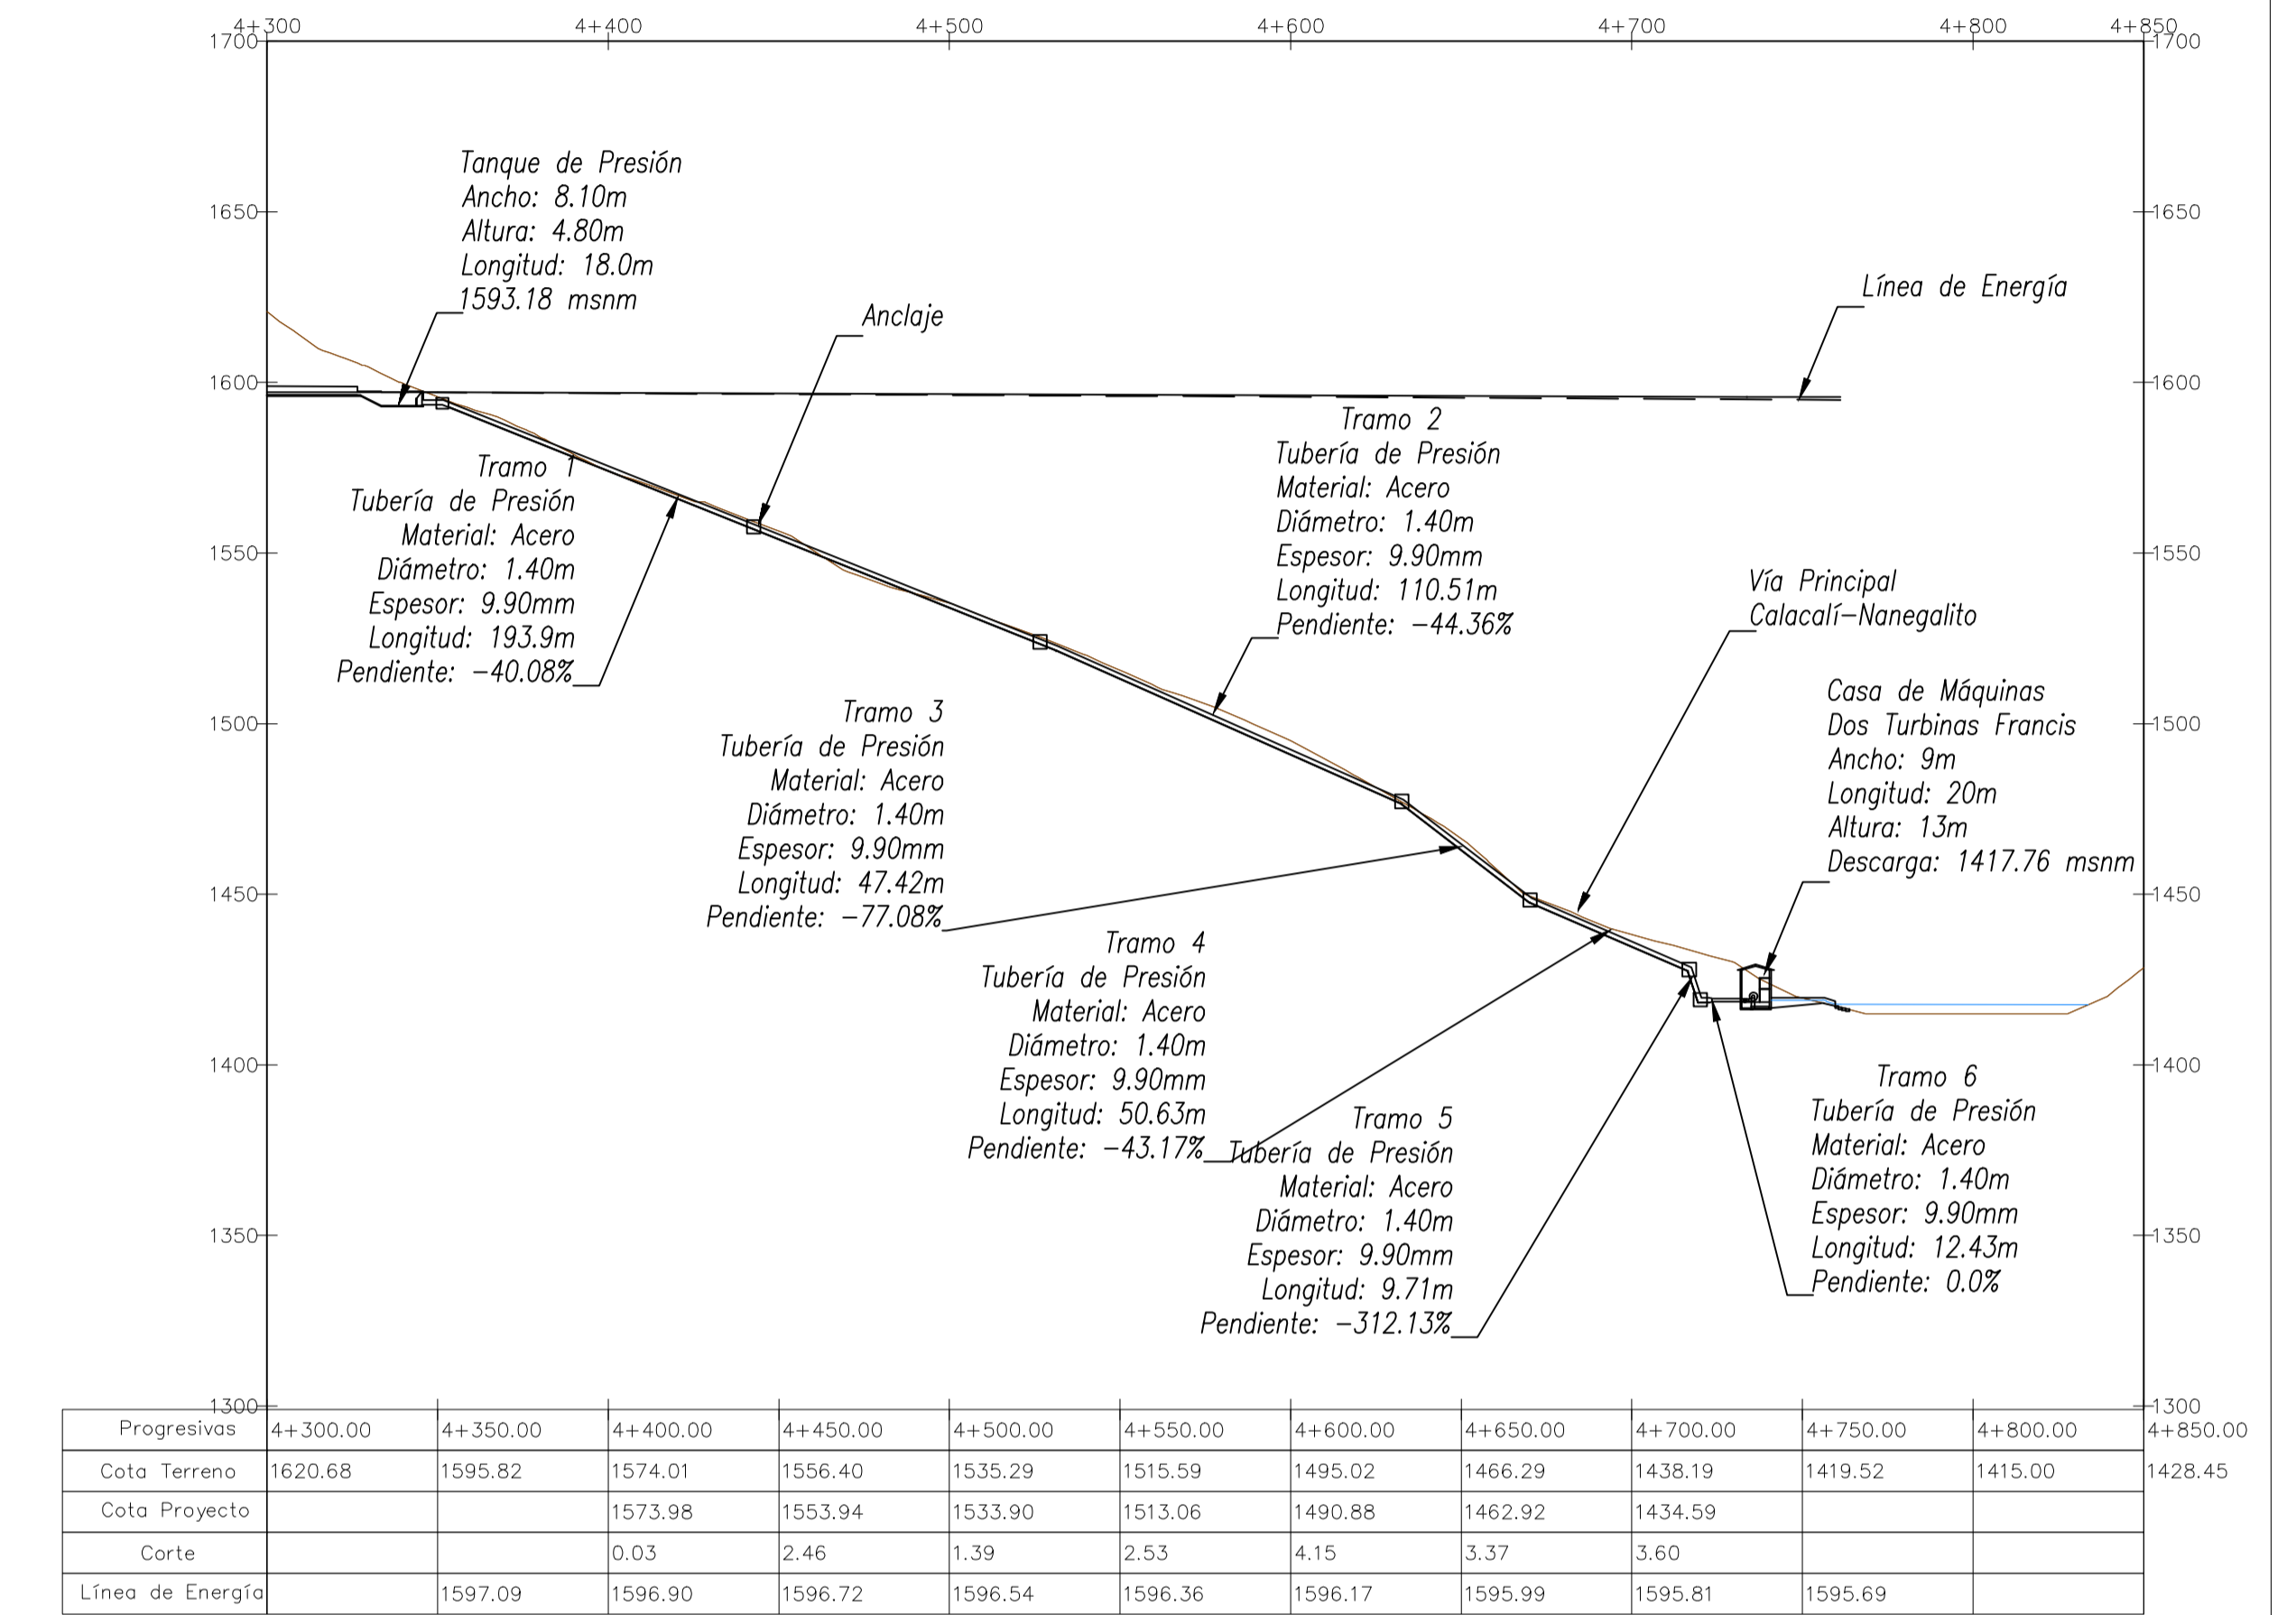 4+300 4+400 4+500 4+600 4+700 4+800 4+850
1700 1700
Tanque de Presión
Ancho: 8.10m
Altura: 4.80m
Longitud: 18.0m
1593.18 msnm
1650 1650
Anclaje
Línea de Energía
1600 1600
Tramo 1
Tubería de Presión
Material: Acero
Diámetro: 1.40m
Espesor: 9.90mm
Longitud: 193.9m
Pendiente: -40.08%
Tramo 2
Tubería de Presión
Material: Acero
Diámetro: 1.40m
Espesor: 9.90mm
Longitud: 110.51m
Pendiente: -44.36%
1550 1550
Vía Principal
Calacalí-Nanegalito
Casa de Máquinas
Dos Turbinas Francis
Ancho: 9m
Longitud: 20m
Altura: 13m
Descarga: 1417.76 msnm
1500 1500
Tramo 3
Tubería de Presión
Material: Acero
Diámetro: 1.40m
Espesor: 9.90mm
Longitud: 47.42m
Pendiente: -77.08%
1450 1450
Tramo 4
Tubería de Presión
Material: Acero
Diámetro: 1.40m
Espesor: 9.90mm
Longitud: 50.63m
Pendiente: -43.17%
1400 1400
Tramo 5
Tubería de Presión
Material: Acero
Diámetro: 1.40m
Espesor: 9.90mm
Longitud: 9.71m
Pendiente: -312.13%
Tramo 6
Tubería de Presión
Material: Acero
Diámetro: 1.40m
Espesor: 9.90mm
Longitud: 12.43m
Pendiente: 0.0%
1350 1350
1300 1300
Progresivas 4+300.00 4+350.00 4+400.00 4+450.00 4+500.00 4+550.00 4+600.00 4+650.00 4+700.00 4+750.00 4+800.00 4+850.00
Cota Terreno 1620.68 1595.82 1574.01 1556.40 1535.29 1515.59 1495.02 1466.29 1438.19 1419.52 1415.00 1428.45
Cota Proyecto 1573.98 1553.94 1533.90 1513.06 1490.88 1462.92 1434.59
Corte 0.03 2.46 1.39 2.53 4.15 3.37 3.60
Línea de Energía 1597.09 1596.90 1596.72 1596.54 1596.36 1596.17 1595.99 1595.81 1595.69